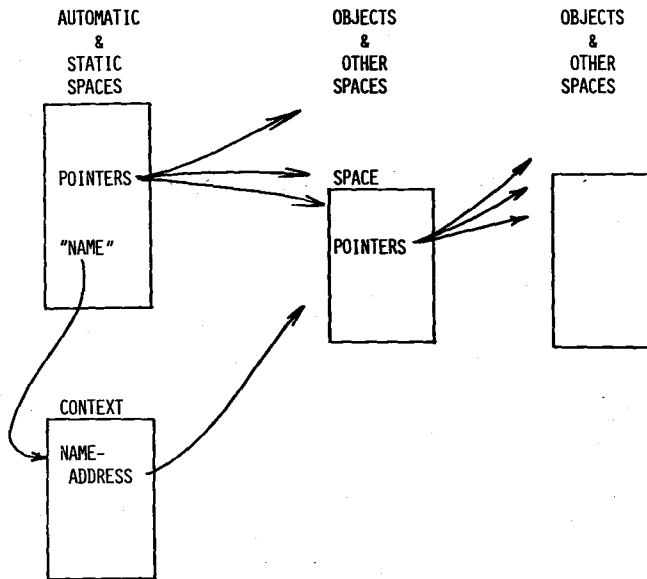 AUTOMATIC
&
STATIC
SPACES
OBJECTS
&
OTHER
SPACES
OBJECTS
&
OTHER
SPACES
POINTERS
"NAME"
SPACE
POINTERS
CONTEXT
NAME-
ADDRESS